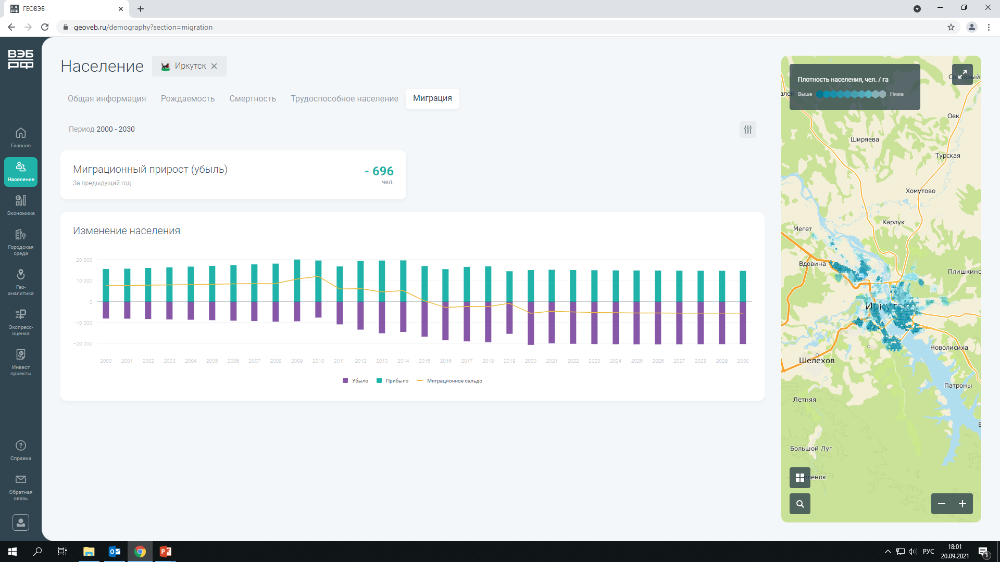 ГЕОВЭБ
geoveb.ru/demography?section=migration
ВЭБ
РФ
Главная
Население
Экономика
Городская
среда
Гео-
аналитика
Экспресс-
оценка
Инвест
проекты
Справка
Обратная
связь
Население
Иркутск
Общая информация
Рождаемость
Смертность
Трудоспособное население
Миграция
Период 2000 - 2030
Миграционный прирост (убыль)
За предыдущий год
- 696
чел.
Изменение населения
20 000
10 000
0
−10 000
−20 000
2000 2001 2002 2003 2004 2005 2006 2007 2008 2009 2010 2011 2012 2013 2014 2015 2016 2017 2018 2019 2020 2021 2022 2023 2024 2025 2026 2027 2028 2029 2030
Убыло Прибыло Миграционное сальдо
Плотность населения, чел. / га
Выше Ниже
Оек
Ширяева
Турская
Хомутово
Карлук
Мегет
Вдовина
Плишкино
Иркутск
Новолисиха
Шелехов
Патроны
Летняя
Большой Луг
18:01
РУС
20.09.2021
1